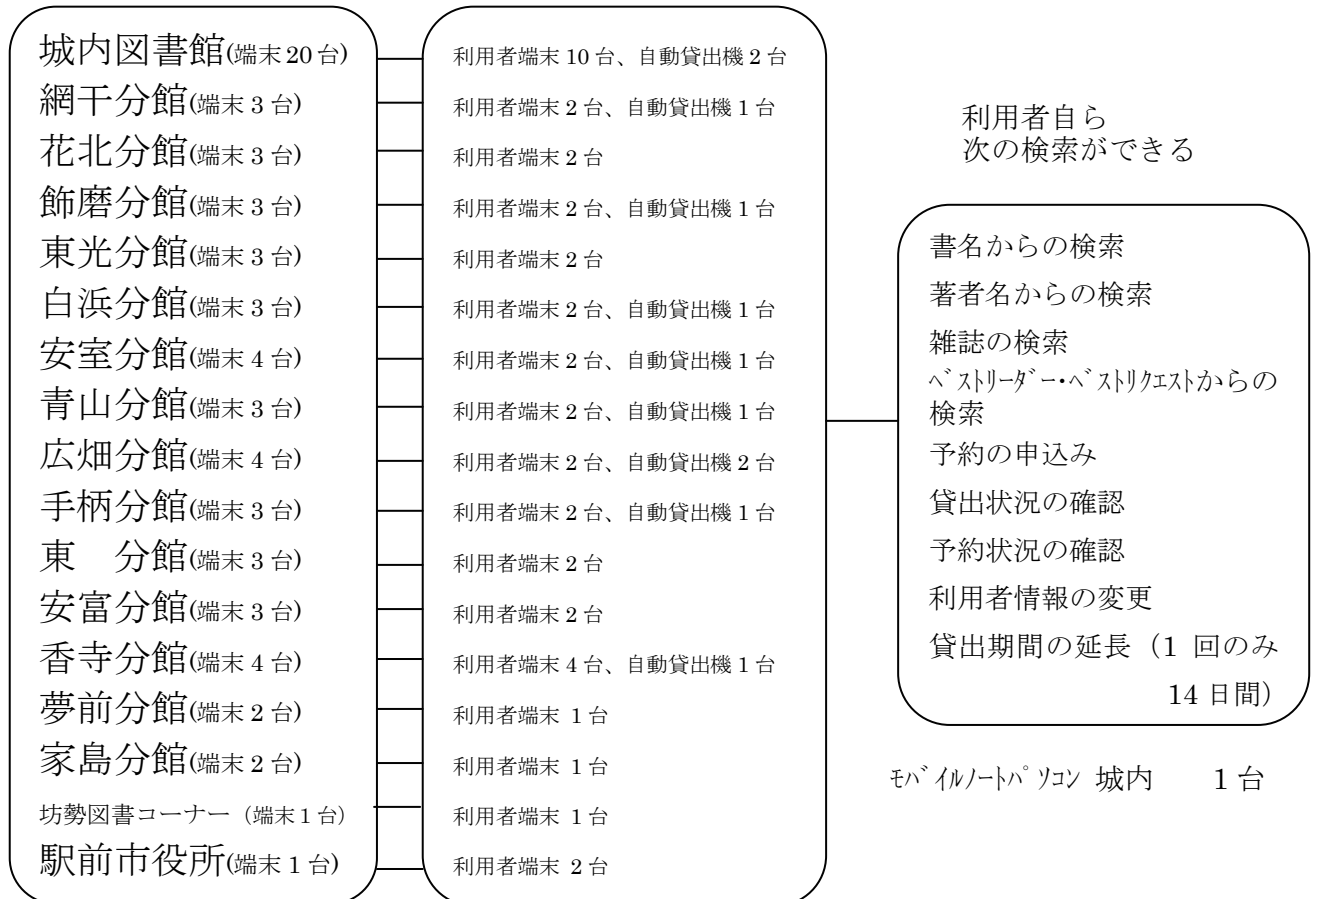 城内図書館(端末20台)
網干分館(端末3台)
花北分館(端末3台)
飾磨分館(端末3台)
東光分館(端末3台)
白浜分館(端末3台)
安室分館(端末4台)
青山分館(端末3台)
広畑分館(端末4台)
手柄分館(端末3台)
東　分館(端末3台)
安富分館(端末3台)
香寺分館(端末4台)
夢前分館(端末2台)
家島分館(端末2台)
坊勢図書コーナー（端末1台）
駅前市役所(端末1台)
利用者端末10台、自動貸出機2台
利用者端末2台、自動貸出機1台
利用者端末2台
利用者端末2台、自動貸出機1台
利用者端末2台
利用者端末2台、自動貸出機1台
利用者端末2台、自動貸出機1台
利用者端末2台、自動貸出機1台
利用者端末2台、自動貸出機2台
利用者端末2台、自動貸出機1台
利用者端末2台
利用者端末2台
利用者端末4台、自動貸出機1台
利用者端末 1台
利用者端末 1台
利用者端末 1台
利用者端末 2台
利用者自ら
次の検索ができる
書名からの検索
著者名からの検索
雑誌の検索
ﾍﾞｽﾄﾘｰﾀﾞｰ・ﾍﾞｽﾄﾘｸｴｽﾄからの
検索
予約の申込み
貸出状況の確認
予約状況の確認
利用者情報の変更
貸出期間の延長（1 回のみ
14日間）
ﾓﾊﾞｲﾙﾉｰﾄﾊﾟｿｺﾝ 城内　1台